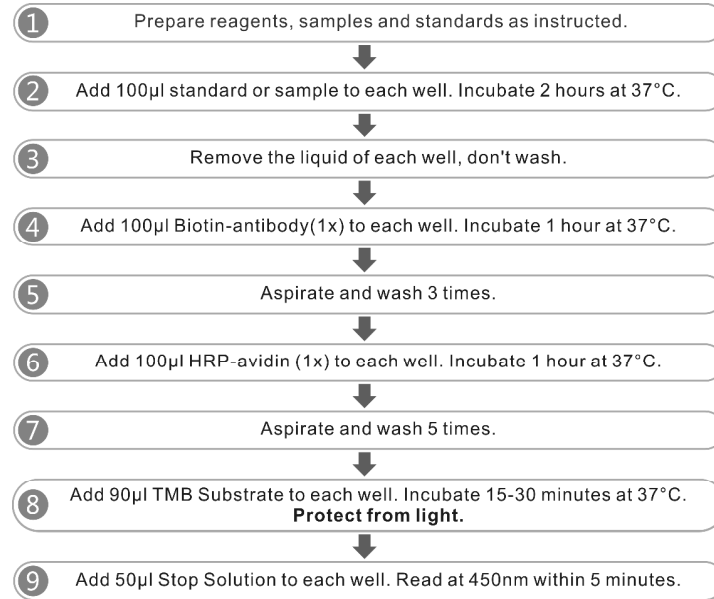 1 Prepare reagents, samples and standards as instructed.
2 Add 100µl standard or sample to each well. Incubate 2 hours at 37°C.
3 Remove the liquid of each well, don't wash.
4 Add 100µl Biotin-antibody(1x) to each well. Incubate 1 hour at 37°C.
5 Aspirate and wash 3 times.
6 Add 100µl HRP-avidin (1x) to each well. Incubate 1 hour at 37°C.
7 Aspirate and wash 5 times.
8 Add 90µl TMB Substrate to each well. Incubate 15-30 minutes at 37°C.
Protect from light.
9 Add 50µl Stop Solution to each well. Read at 450nm within 5 minutes.